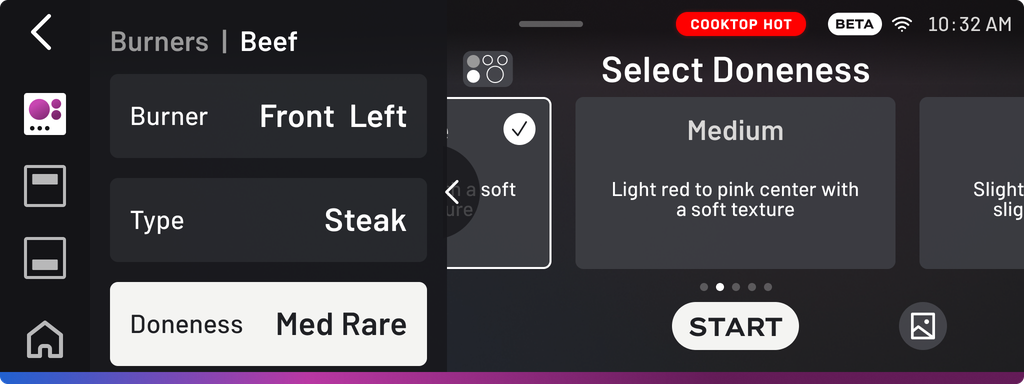 Burners | Beef
Burner Front Left
Type Steak
Doneness Med Rare
COOKTOP HOT
BETA
10:32 AM
Select Doneness
a soft
Medium
Light red to pink center with
a soft texture
START